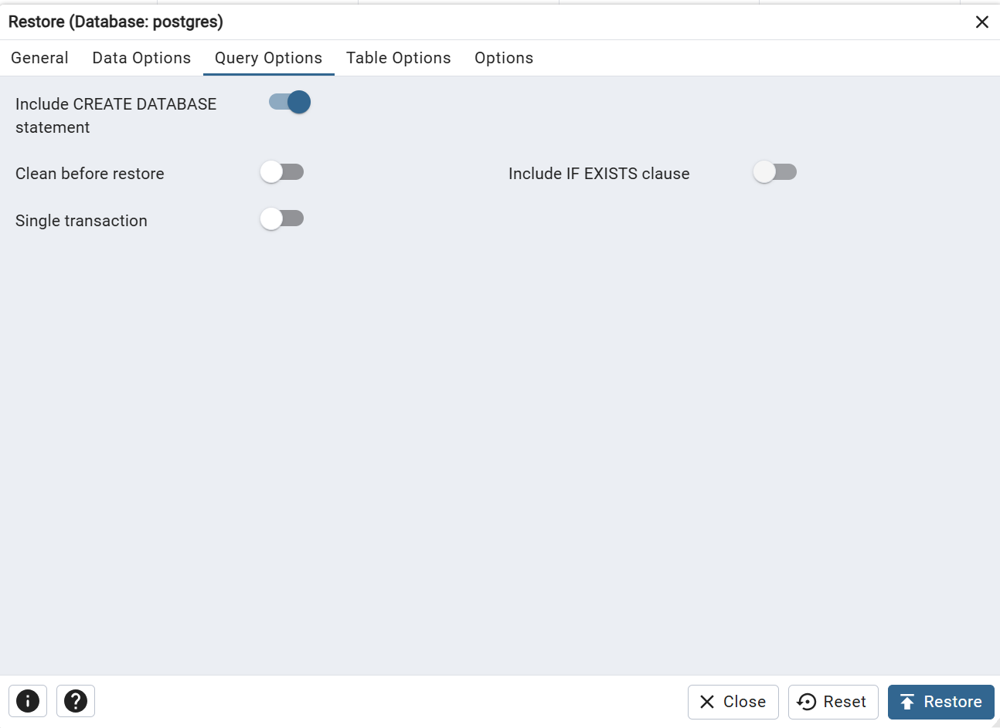 Restore (Database: postgres)
General Data Options Query Options Table Options Options
Include CREATE DATABASE
statement
Clean before restore Include IF EXISTS clause
Single transaction
Close Reset Restore